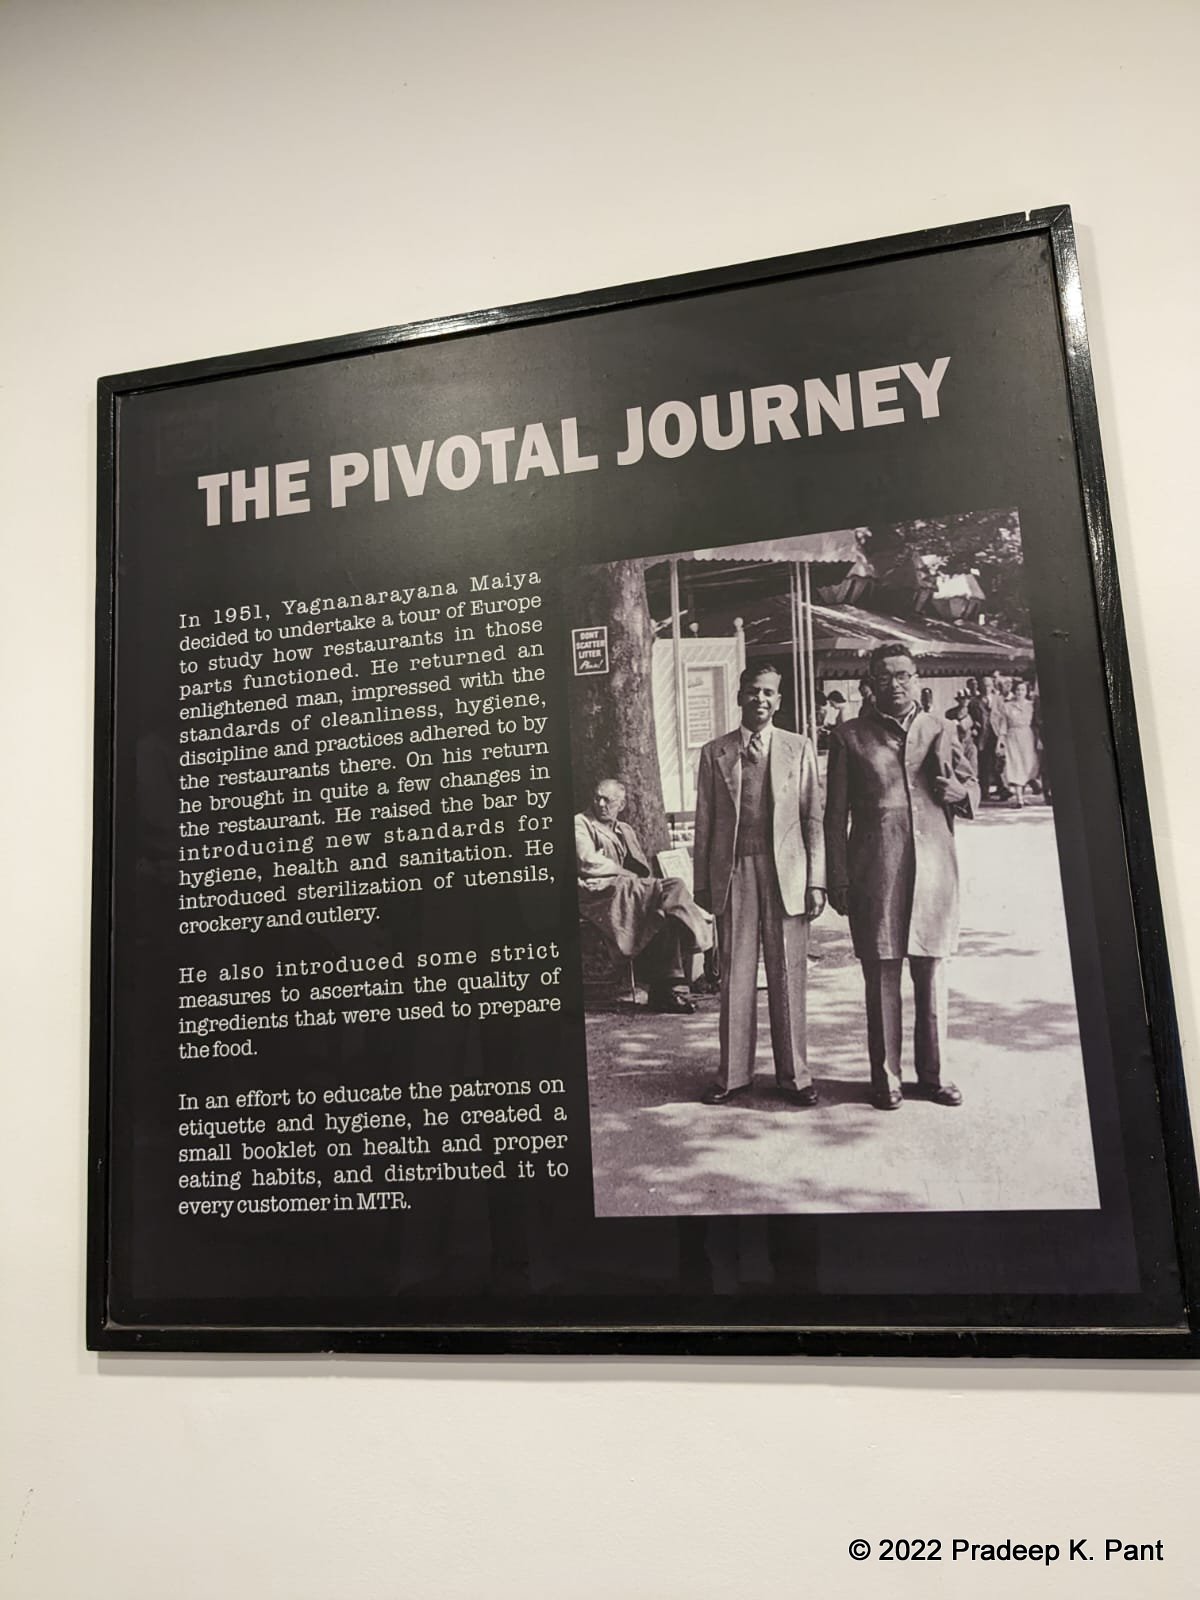 THE PIVOTAL JOURNEY
In 1951, Yagnanarayana Maiya
decided to undertake a tour of Europe
to study how restaurants in those
parts functioned. He returned an
enlightened man, impressed with the
standards of cleanliness, hygiene,
discipline and practices adhered to by
the restaurants there. On his return
he brought in quite a few changes in
the restaurant. He raised the bar by
introducing new standards for
hygiene, health and sanitation. He
introduced sterilization of utensils,
crockery and cutlery.
He also introduced some strict
measures to ascertain the quality of
ingredients that were used to prepare
the food.
In an effort to educate the patrons on
etiquette and hygiene, he created a
small booklet on health and proper
eating habits, and distributed it to
every customer in MTR.
DONT
SCATTER
LITTER
Please!
© 2022 Pradeep K. Pant